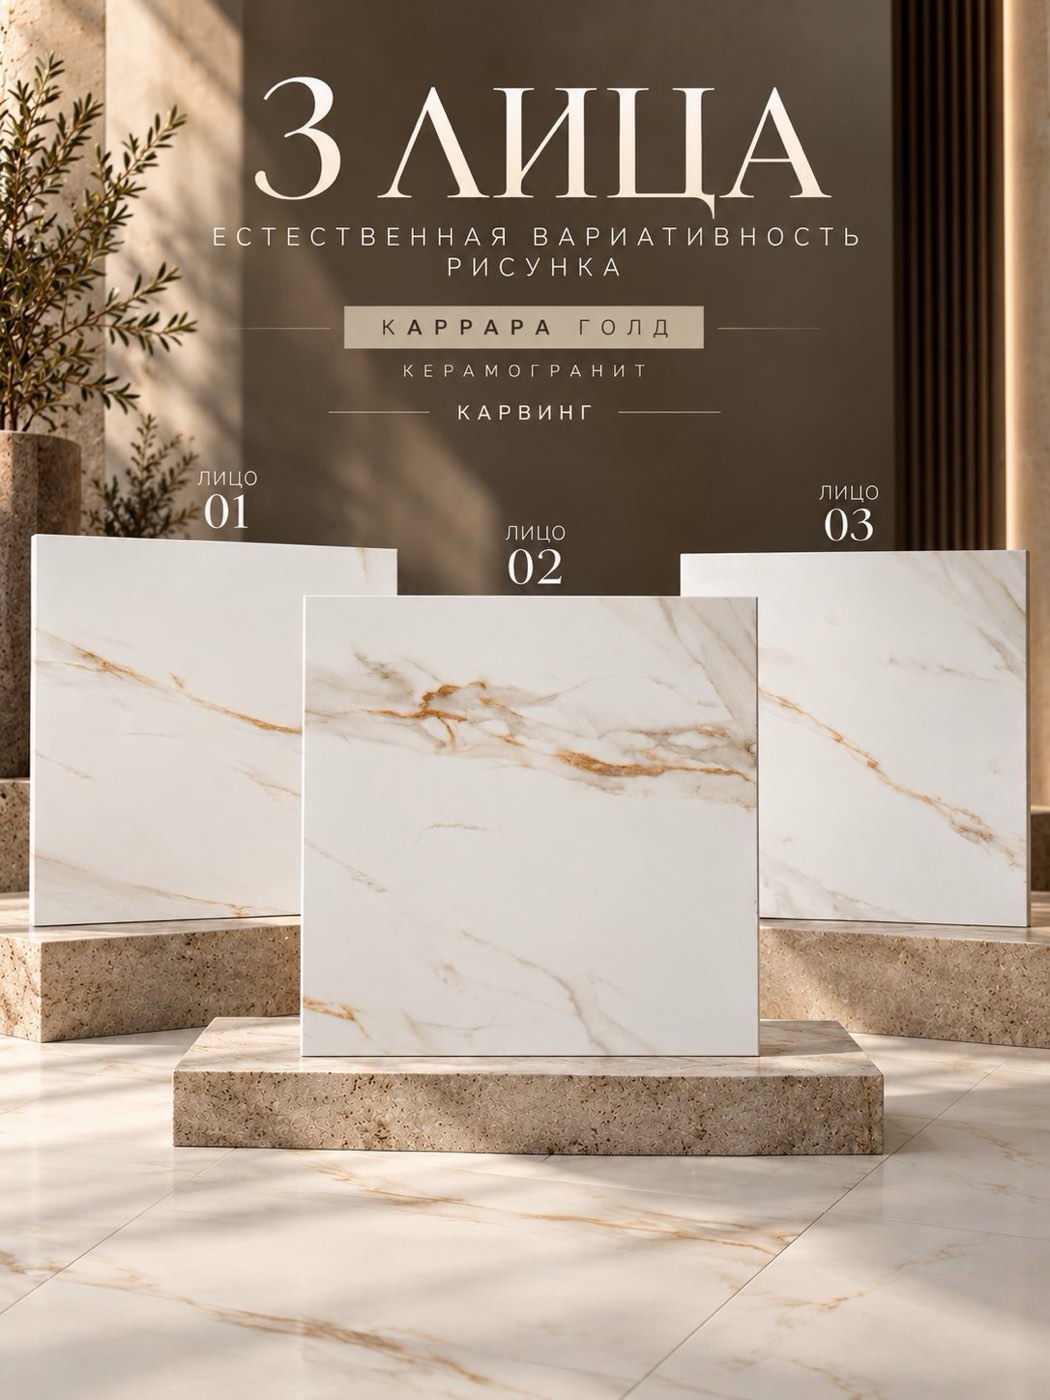 3 ЛИЦА
ЕСТЕСТВЕННАЯ ВАРИАТИВНОСТЬ
РИСУНКА
КАРРАРА ГОЛД
КЕРАМОГРАНИТ
КАРВИНГ
ЛИЦО
01
ЛИЦО
02
ЛИЦО
03